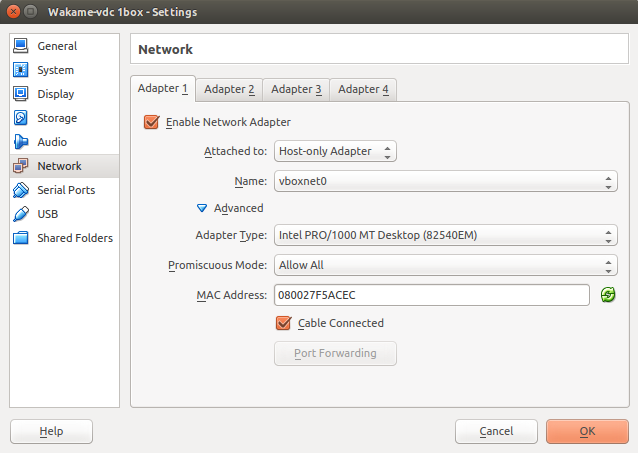 Wakame-vdc 1box - Settings
General
System
Display
Storage
Audio
Network
Serial Ports
USB
Shared Folders
Network
Adapter 1 Adapter 2 Adapter 3 Adapter 4
Enable Network Adapter
Attached to: Host-only Adapter
Name: vboxnet0
Advanced
Adapter Type: Intel PRO/1000 MT Desktop (82540EM)
Promiscuous Mode: Allow All
MAC Address: 080027F5ACEC
Cable Connected
Port Forwarding
Help Cancel OK